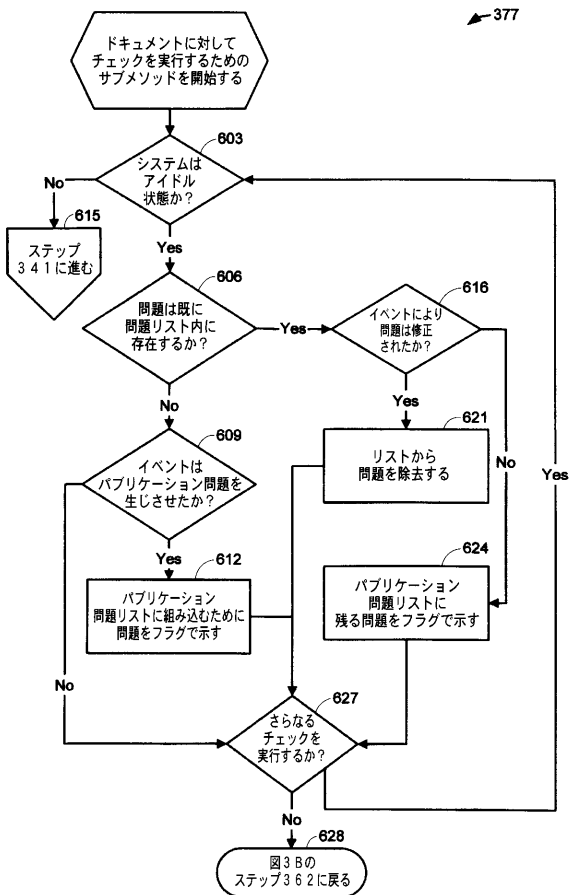 377
ドキュメントに対して
チェックを実行するための
サブメソッドを開始する
603
システムは
アイドル
状態か？
No
615
ステップ
３４１に進む
Yes
606
問題は既に
問題リスト内に
存在するか？
Yes
616
イベントにより
問題は修正
されたか？
No
Yes
609
イベントは
パブリケーション問題を
生じさせたか？
621
リストから
問題を除去する
No
Yes
Yes
612
パブリケーション
問題リストに組み込むために
問題をフラグで示す
624
パブリケーション
問題リストに
残る問題をフラグで示す
No
627
さらなる
チェックを
実行するか？
No
628
図３Ｂの
ステップ３６２に戻る